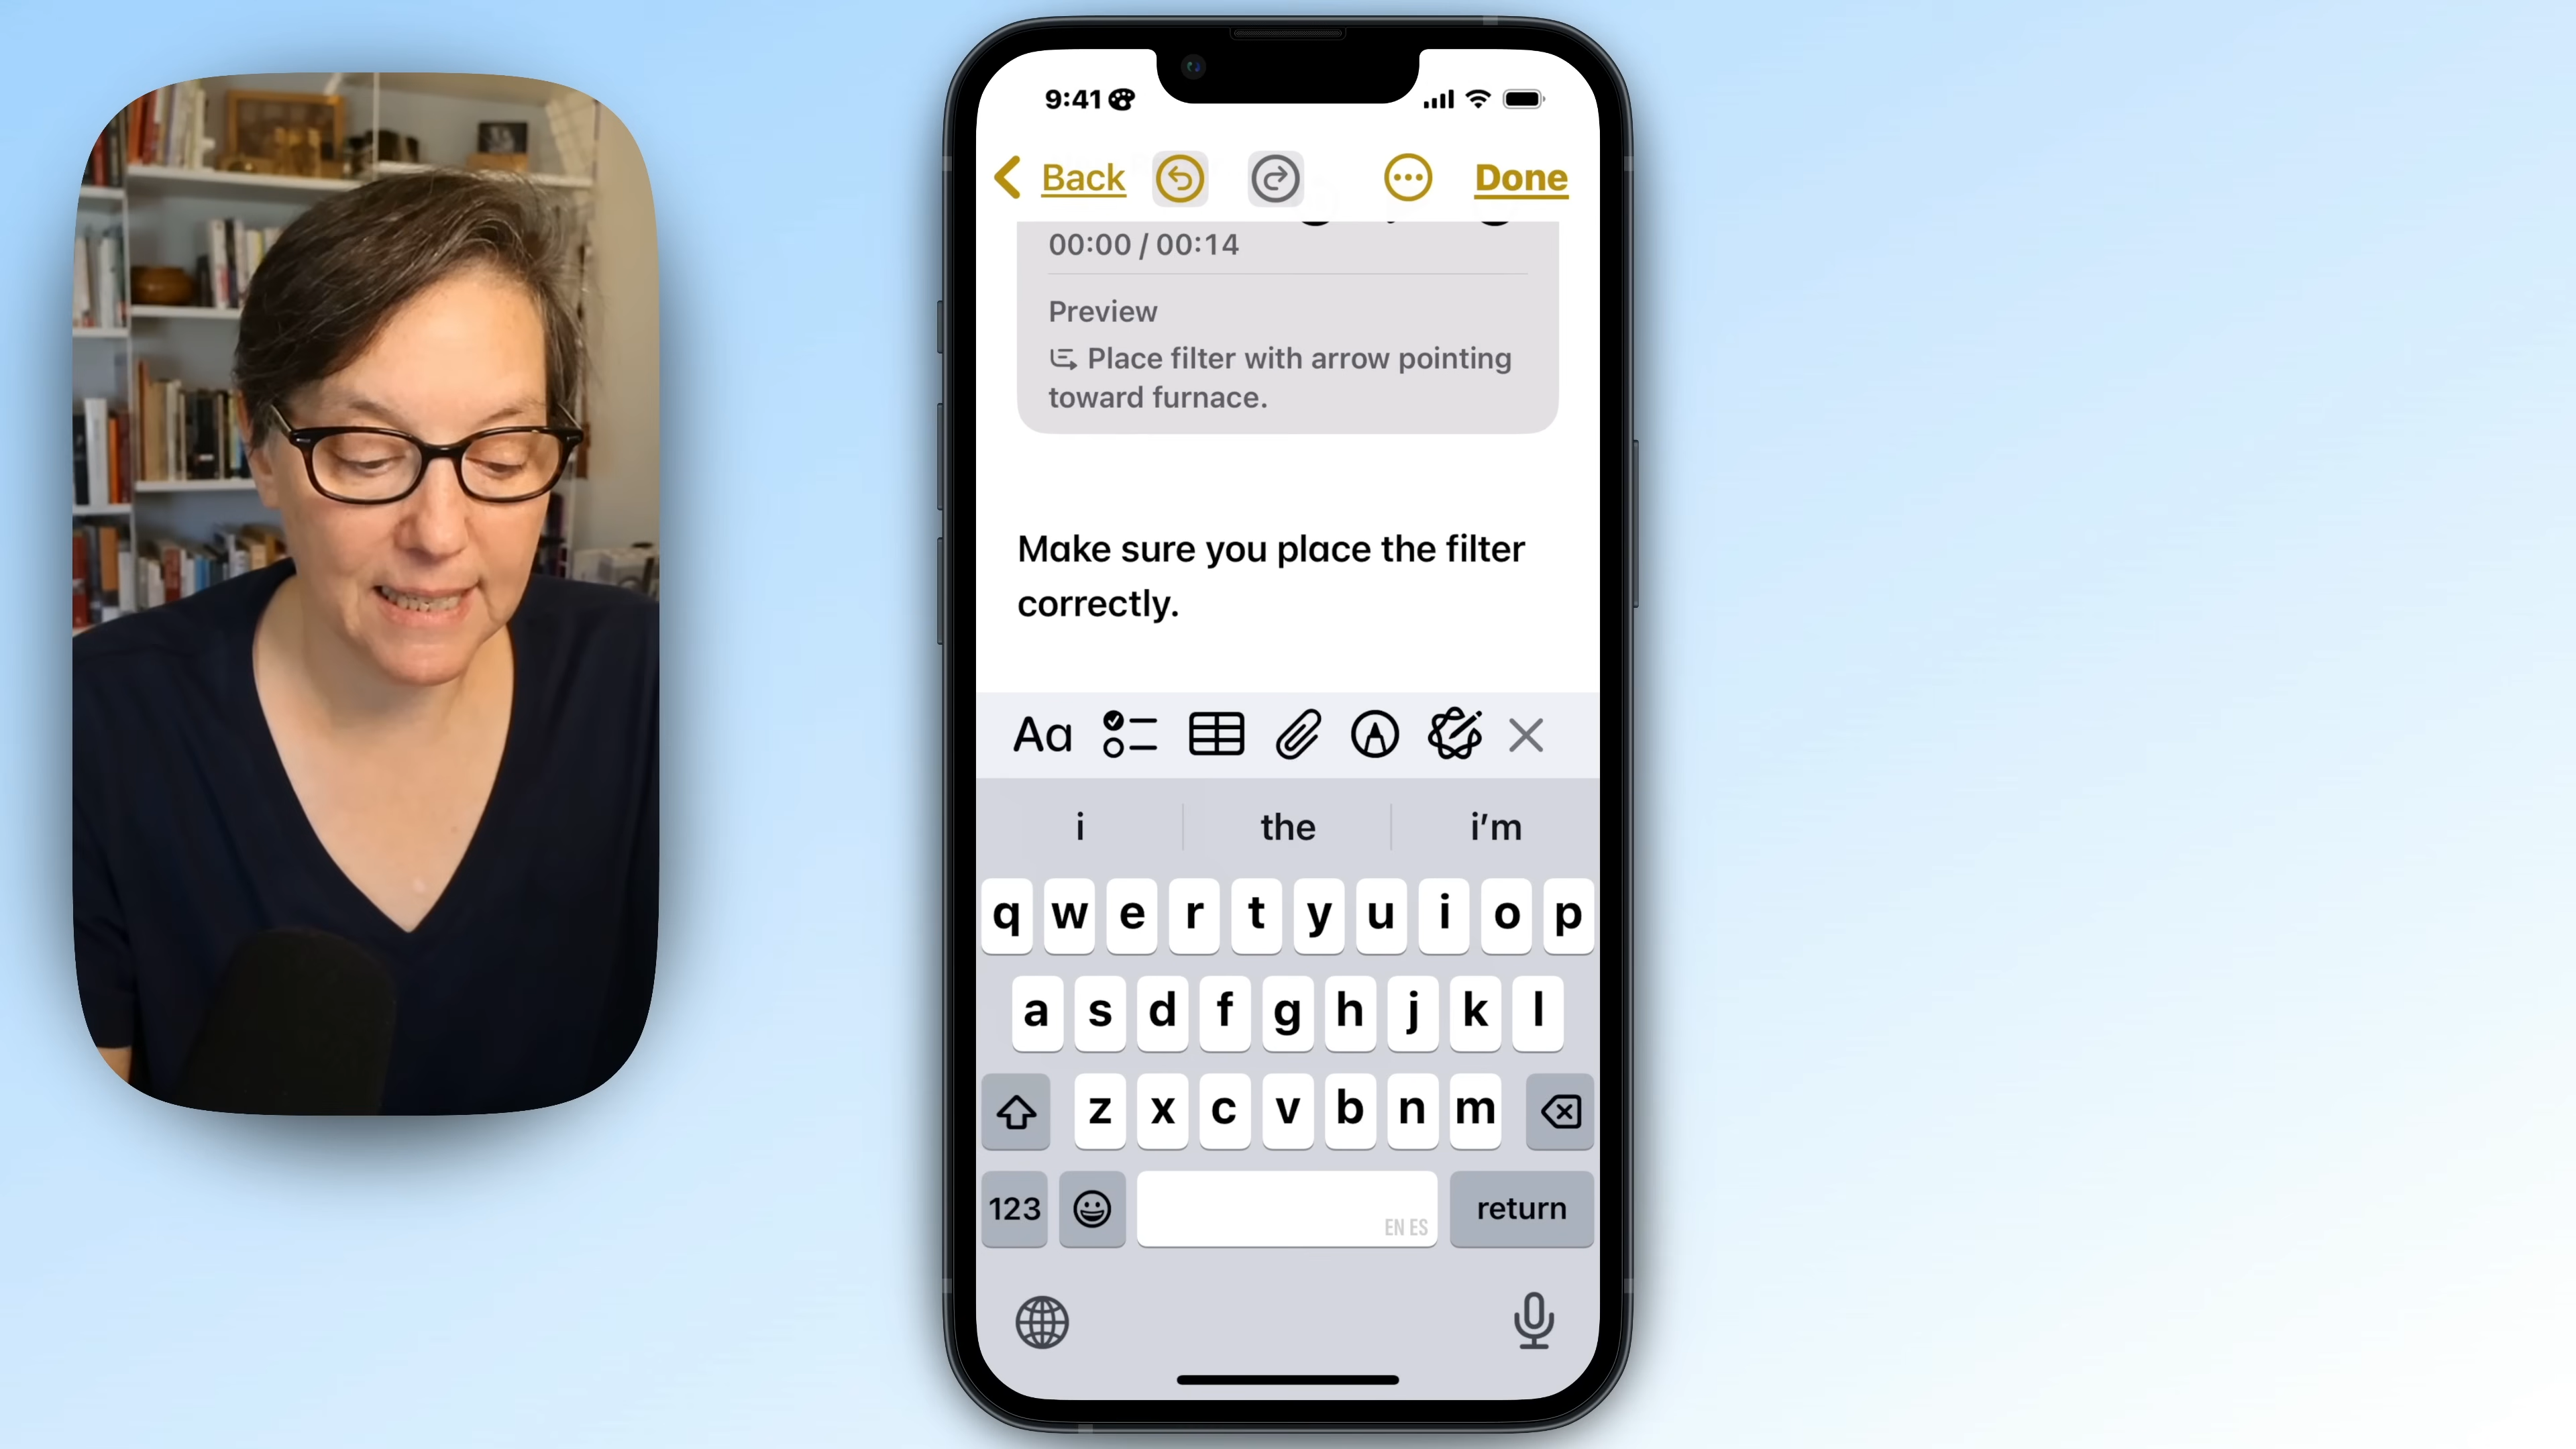 9:41
Back
Done
00:00 / 00:14
Preview
Place filter with arrow pointing
toward furnace.
Make sure you place the filter
correctly.
Aa
i the i'm
q w e r t y u i o p
a s d f g h j k l
z x c v b n m
123 EN ES return